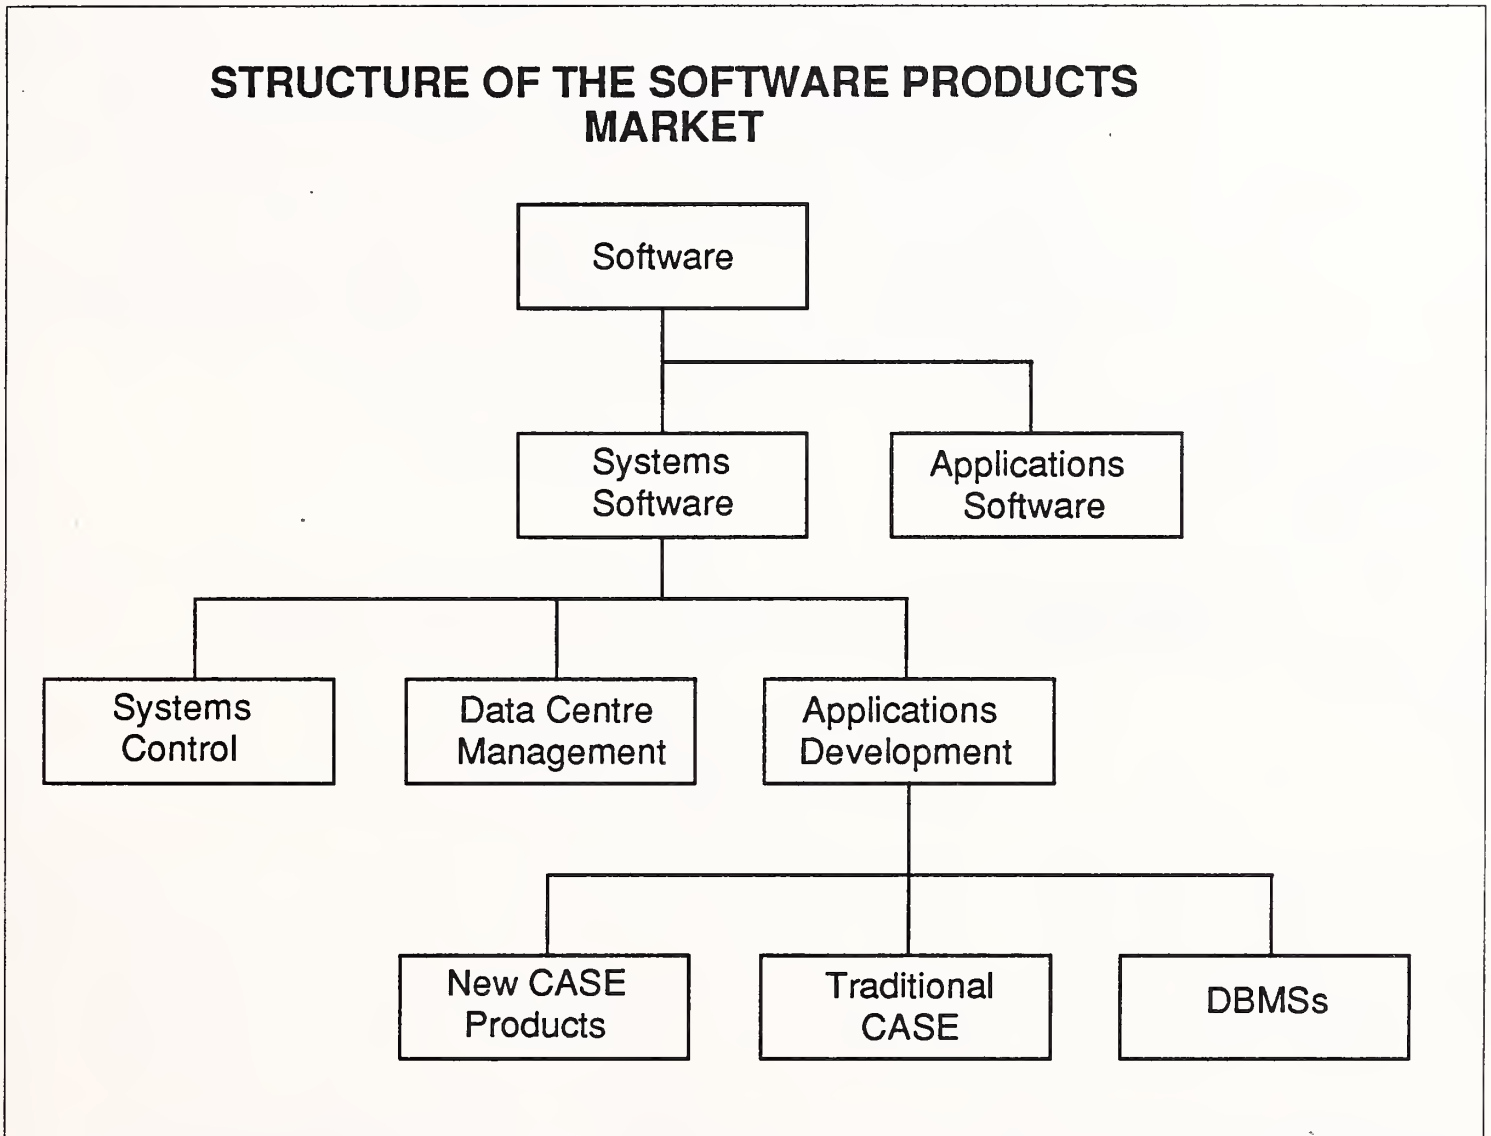 STRUCTURE OF THE SOFTWARE PRODUCTS
MARKET
Software
Systems
Software
Applications
Software
Systems
Control
Data Centre
Management
Applications
Development
New CASE
Products
Traditional
CASE
DBMSs